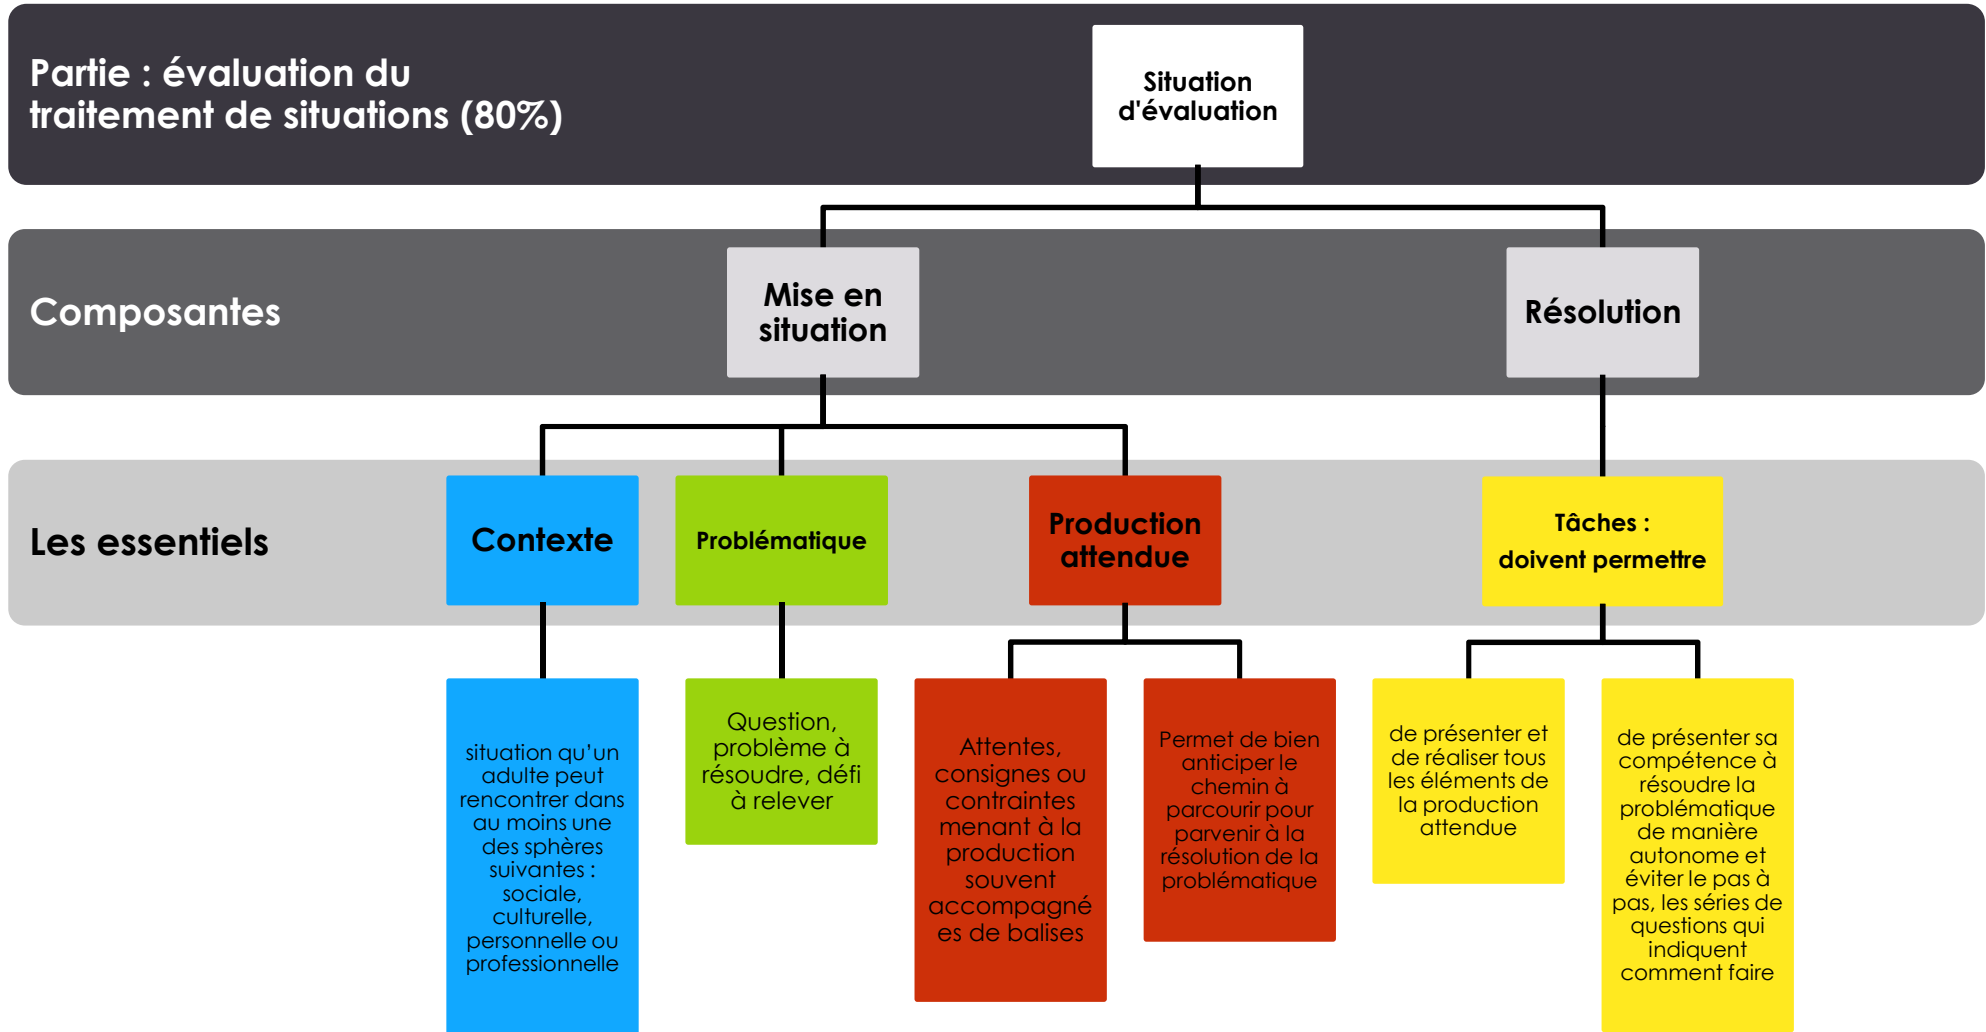 Partie : évaluation du
traitement de situations (80%)
Situation
d'évaluation
Composantes
Mise en
situation
Résolution
Les essentiels
Contexte
Problématique
Production
attendue
Tâches :
doivent permettre
situation qu’un
adulte peut
rencontrer dans
au moins une
des sphères
suivantes :
sociale,
culturelle,
personnelle ou
professionnelle
Question,
problème à
résoudre, défi
à relever
Attentes,
consignes ou
contraintes
menant à la
production
souvent
accompagné
es de balises
Permet de bien
anticiper le
chemin à
parcourir pour
parvenir à la
résolution de la
problématique
de présenter et
de réaliser tous
les éléments de
la production
attendue
de présenter sa
compétence à
résoudre la
problématique
de manière
autonome et
éviter le pas à
pas, les séries de
questions qui
indiquent
comment faire